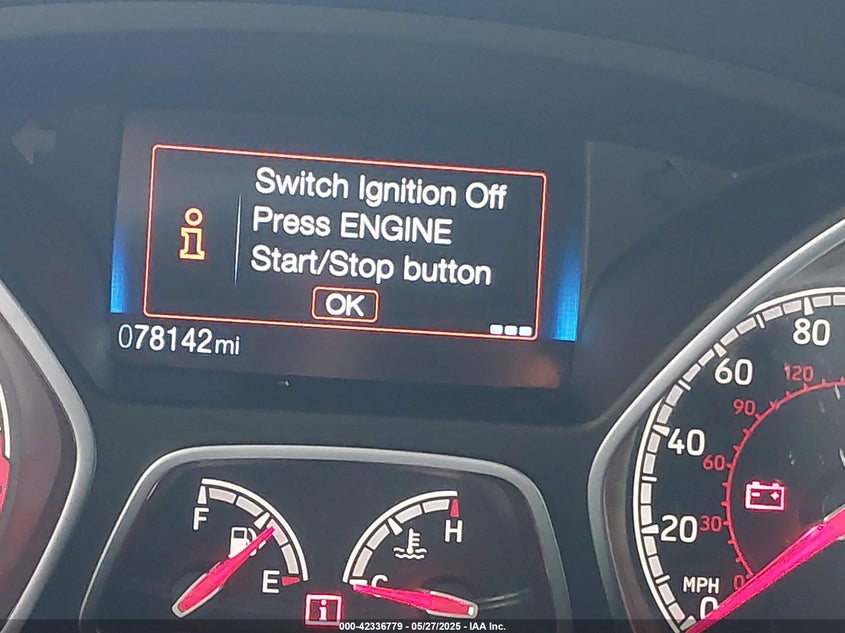 Switch Ignition Off
Press ENGINE
Start/Stop button
OK
078142mi
80
120
60
90
40
60
20
30
MPH
0
0
F
E
H
C
i
000-42336779 - 05/27/2025 - IAA Inc.